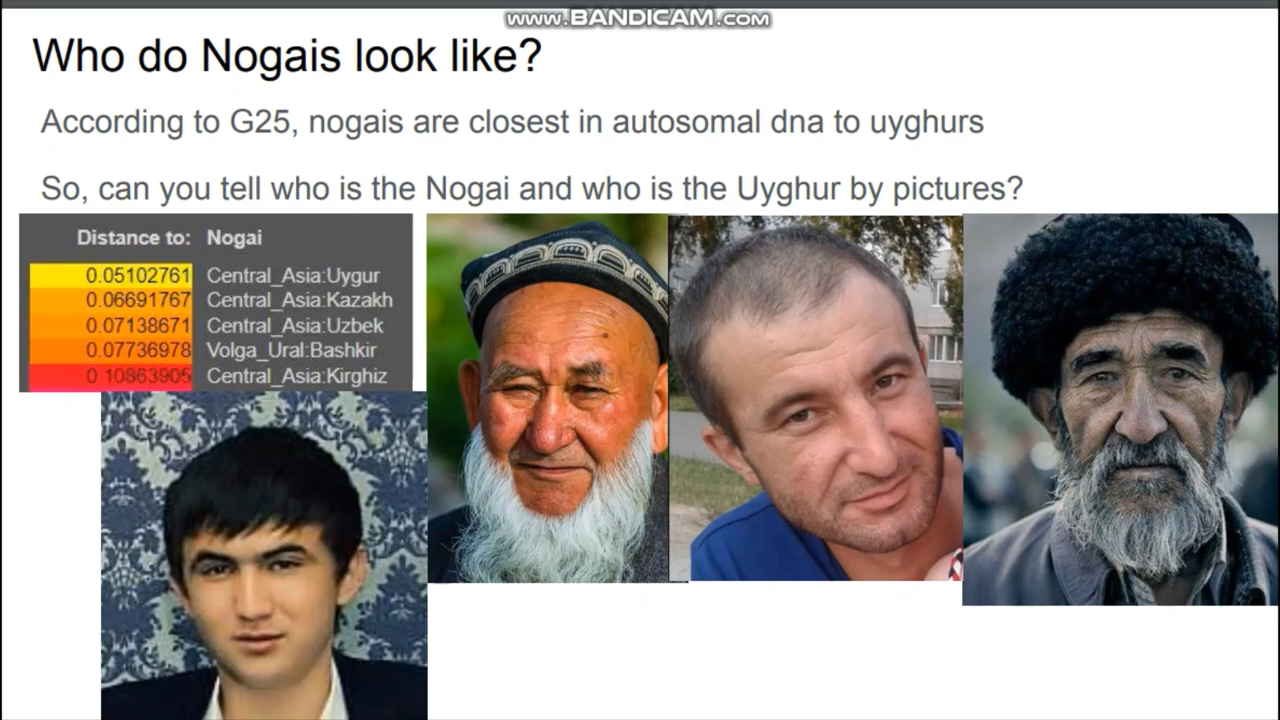 www.BANDICAM.com
Who do Nogais look like?
According to G25, nogais are closest in autosomal dna to uyghurs
So, can you tell who is the Nogai and who is the Uyghur by pictures?
Distance to: Nogai
0.05102761 Central_Asia:Uygur
0.06691767 Central_Asia:Kazakh
0.07138671 Central_Asia:Uzbek
0.07736978 Volga_Ural:Bashkir
0 10863905 Central_Asia:Kirghiz